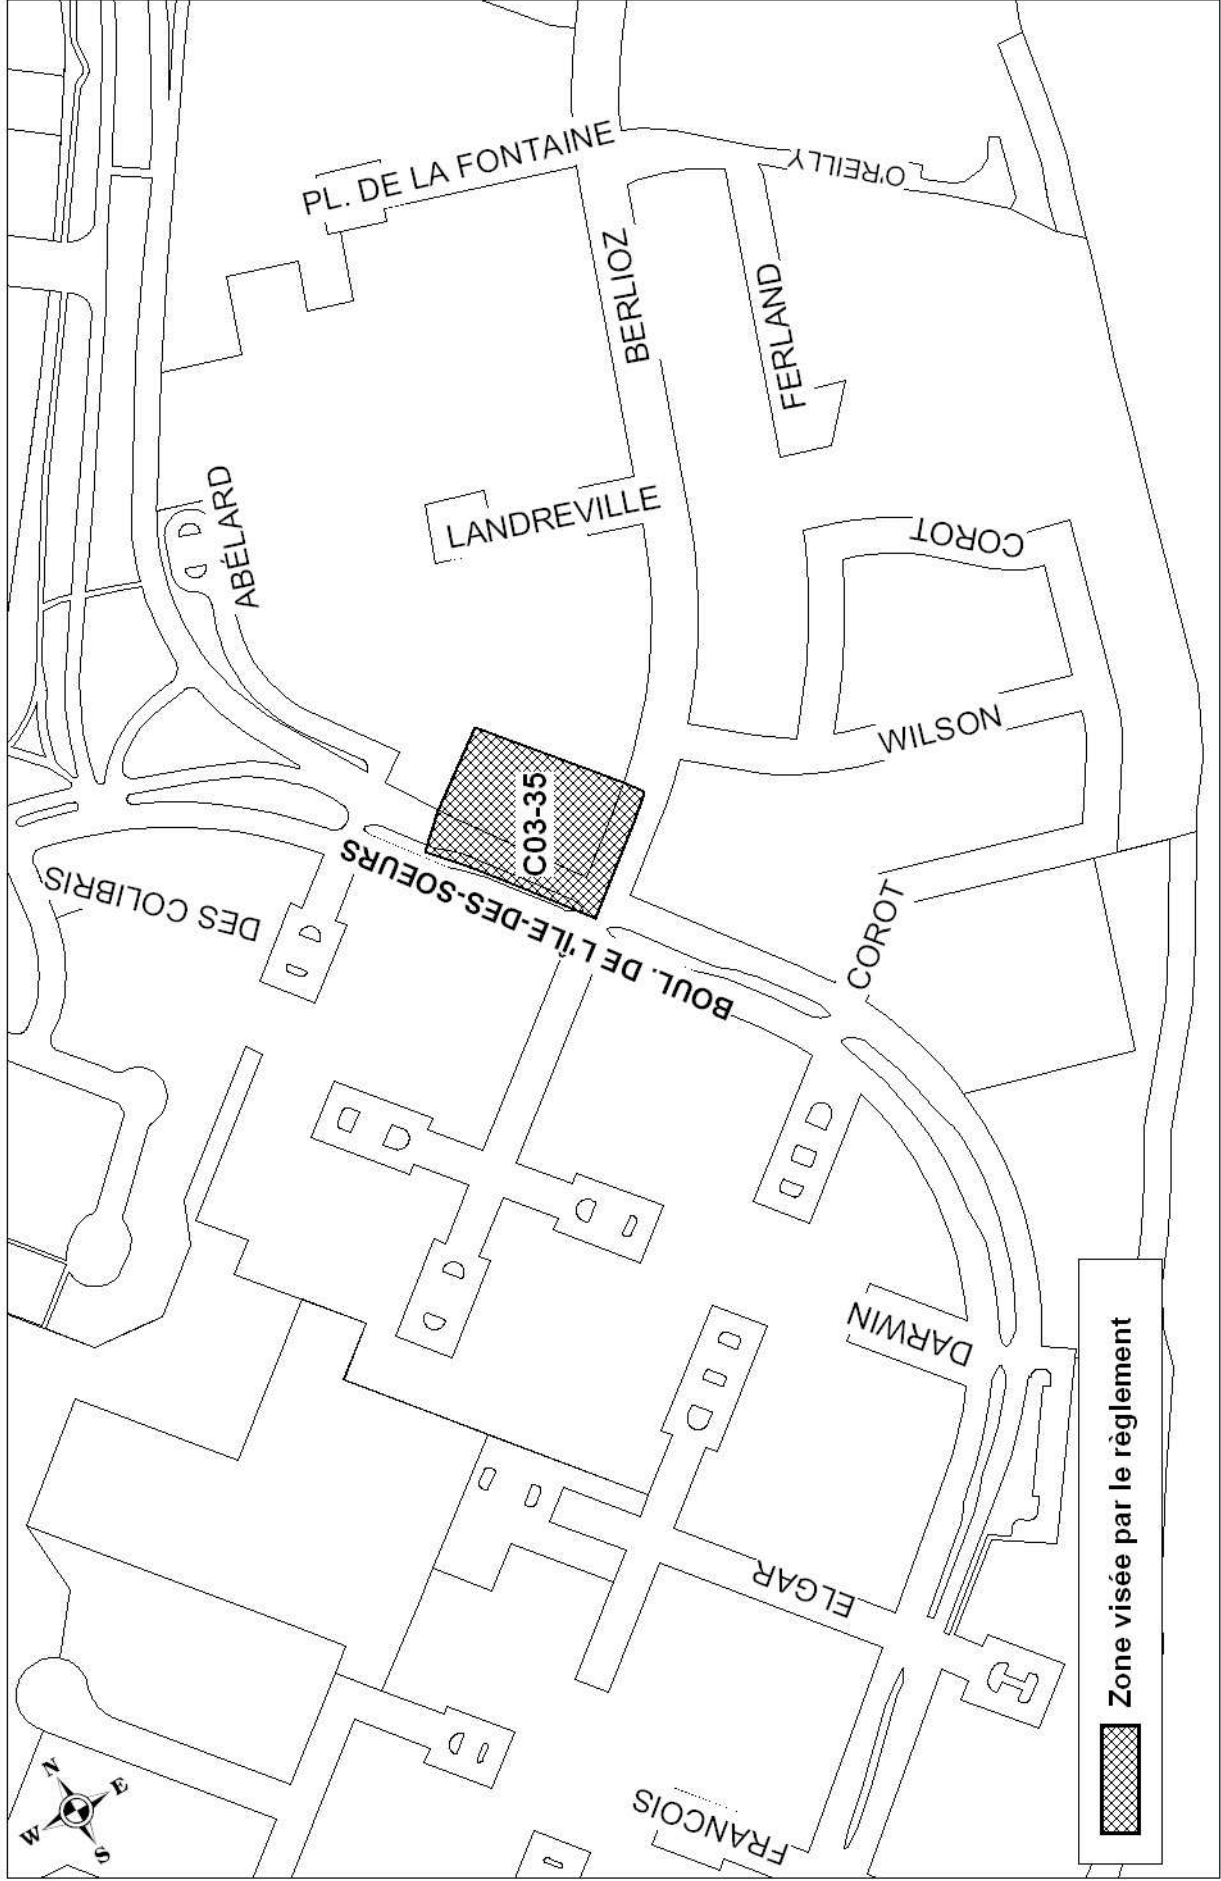 PL. DE LA FONTAINE
O'REILLY
BERLIOZ
FERLAND
ABÉLARD
LANDREVILLE
COROT
WILSON
C03-35
DES COLIBRIS
BOUL. DE L'ÎLE-DES-SOEURS
COROT
DARWIN
ELGAR
FRANCOIS
N
E
S
W
Zone visée par le règlement